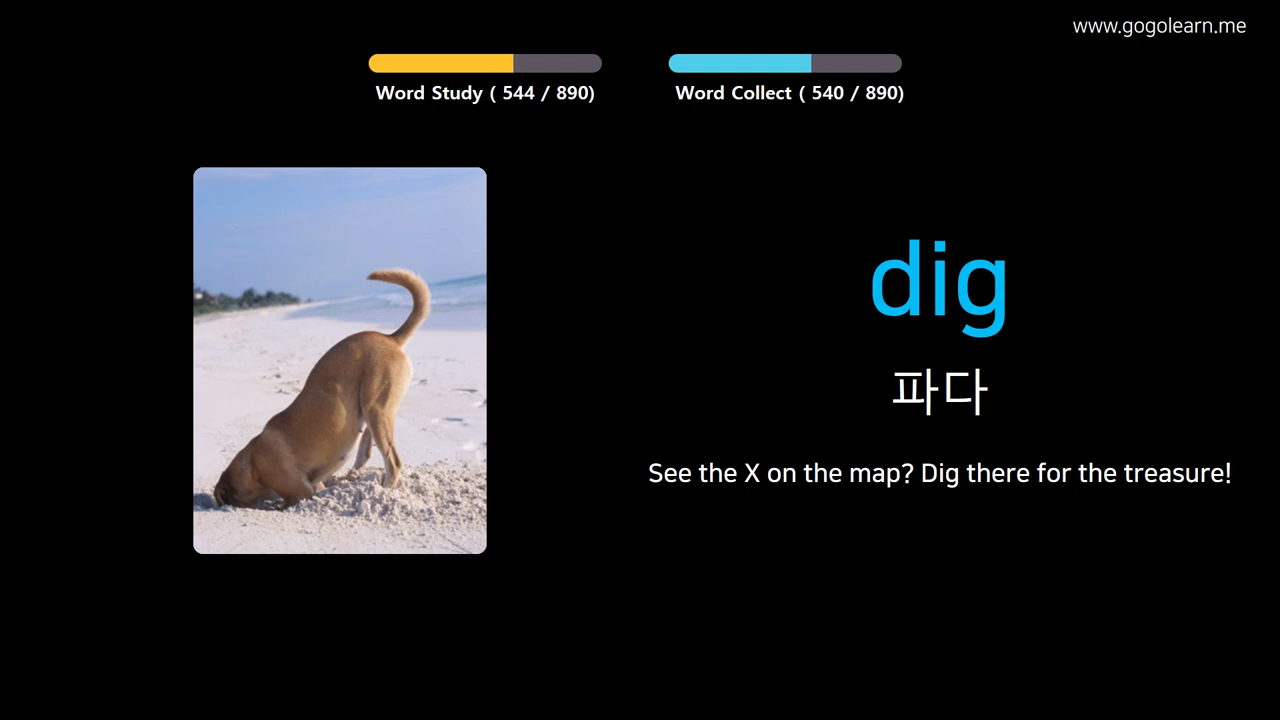 www.gogolearn.me
Word Study ( 544 / 890)
Word Collect ( 540 / 890)
dig
파다
See the X on the map? Dig there for the treasure!